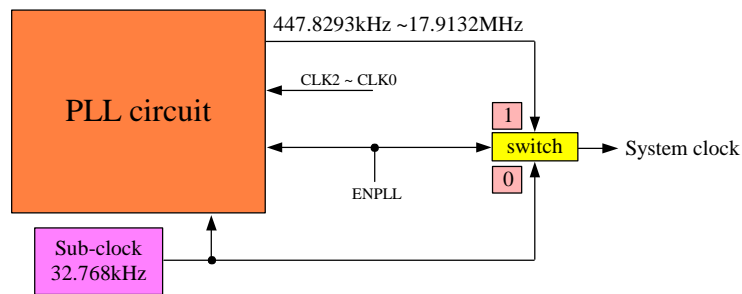 447.8293kHz ~17.9132MHz
CLK2 ~ CLK0
PLL circuit
1
switch
System clock
0
ENPLL
Sub-clock
32.768kHz